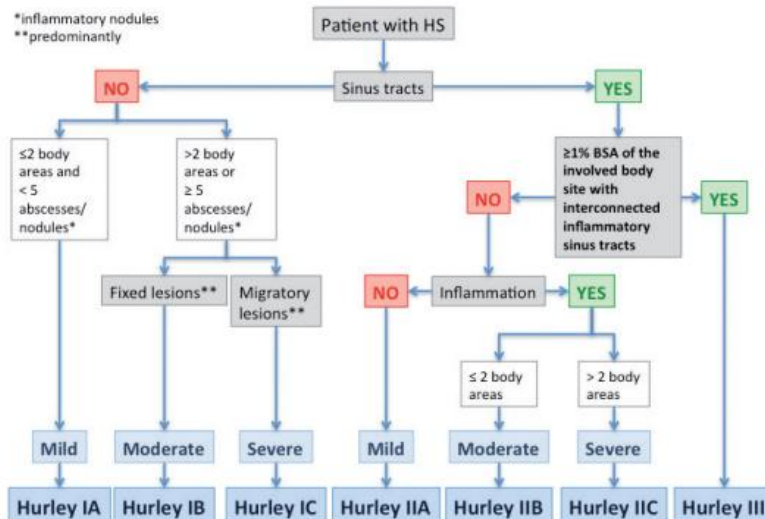 *inflammatory nodules
**predominantly
Patient with HS
NO
Sinus tracts
YES
≤2 body
areas and
< 5
abscesses/
nodules*
>2 body
areas or
≥ 5
abscesses/
nodules*
≥1% BSA of the
involved body
site with
interconnected
inflammatory
sinus tracts
NO
YES
Fixed lesions**
Migratory
lesions**
NO
Inflammation
YES
≤ 2 body
areas
> 2 body
areas
Mild
Moderate
Severe
Mild
Moderate
Severe
Hurley IA
Hurley IB
Hurley IC
Hurley IIA
Hurley IIB
Hurley IIC
Hurley III